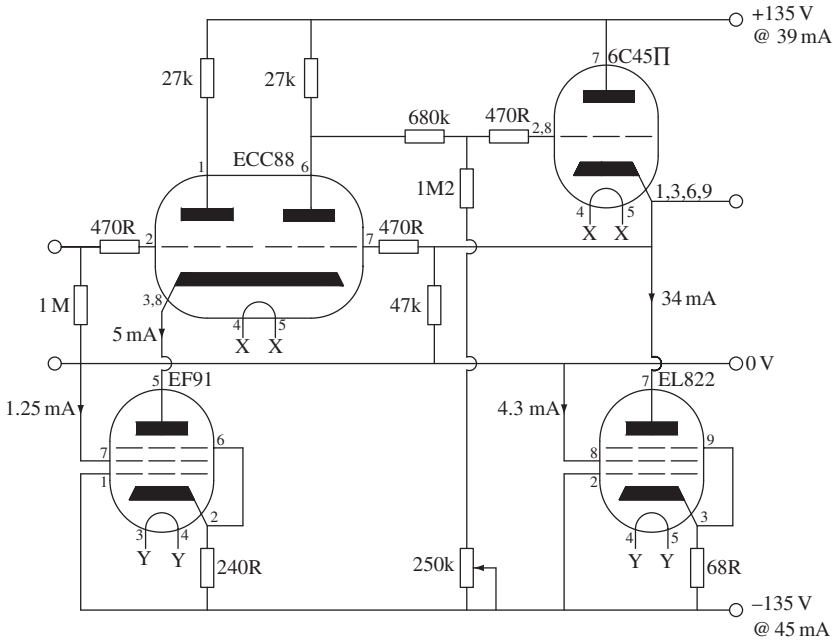 +135 V
@ 39 mA
7
6C45П
27k
27k
680k
470R
2,8
1
ECC88
6
1M2
4
5
1,3,6,9
X
X
470R
2
7
470R
1 M
3,8
4
5
47k
34 mA
5 mA
X
X
0 V
5
EF91
7
EL822
1.25 mA
4.3 mA
6
9
7
8
1
2
2
3
3
4
4
5
Y
Y
Y
Y
240R
250k
68R
–135 V
@ 45 mA